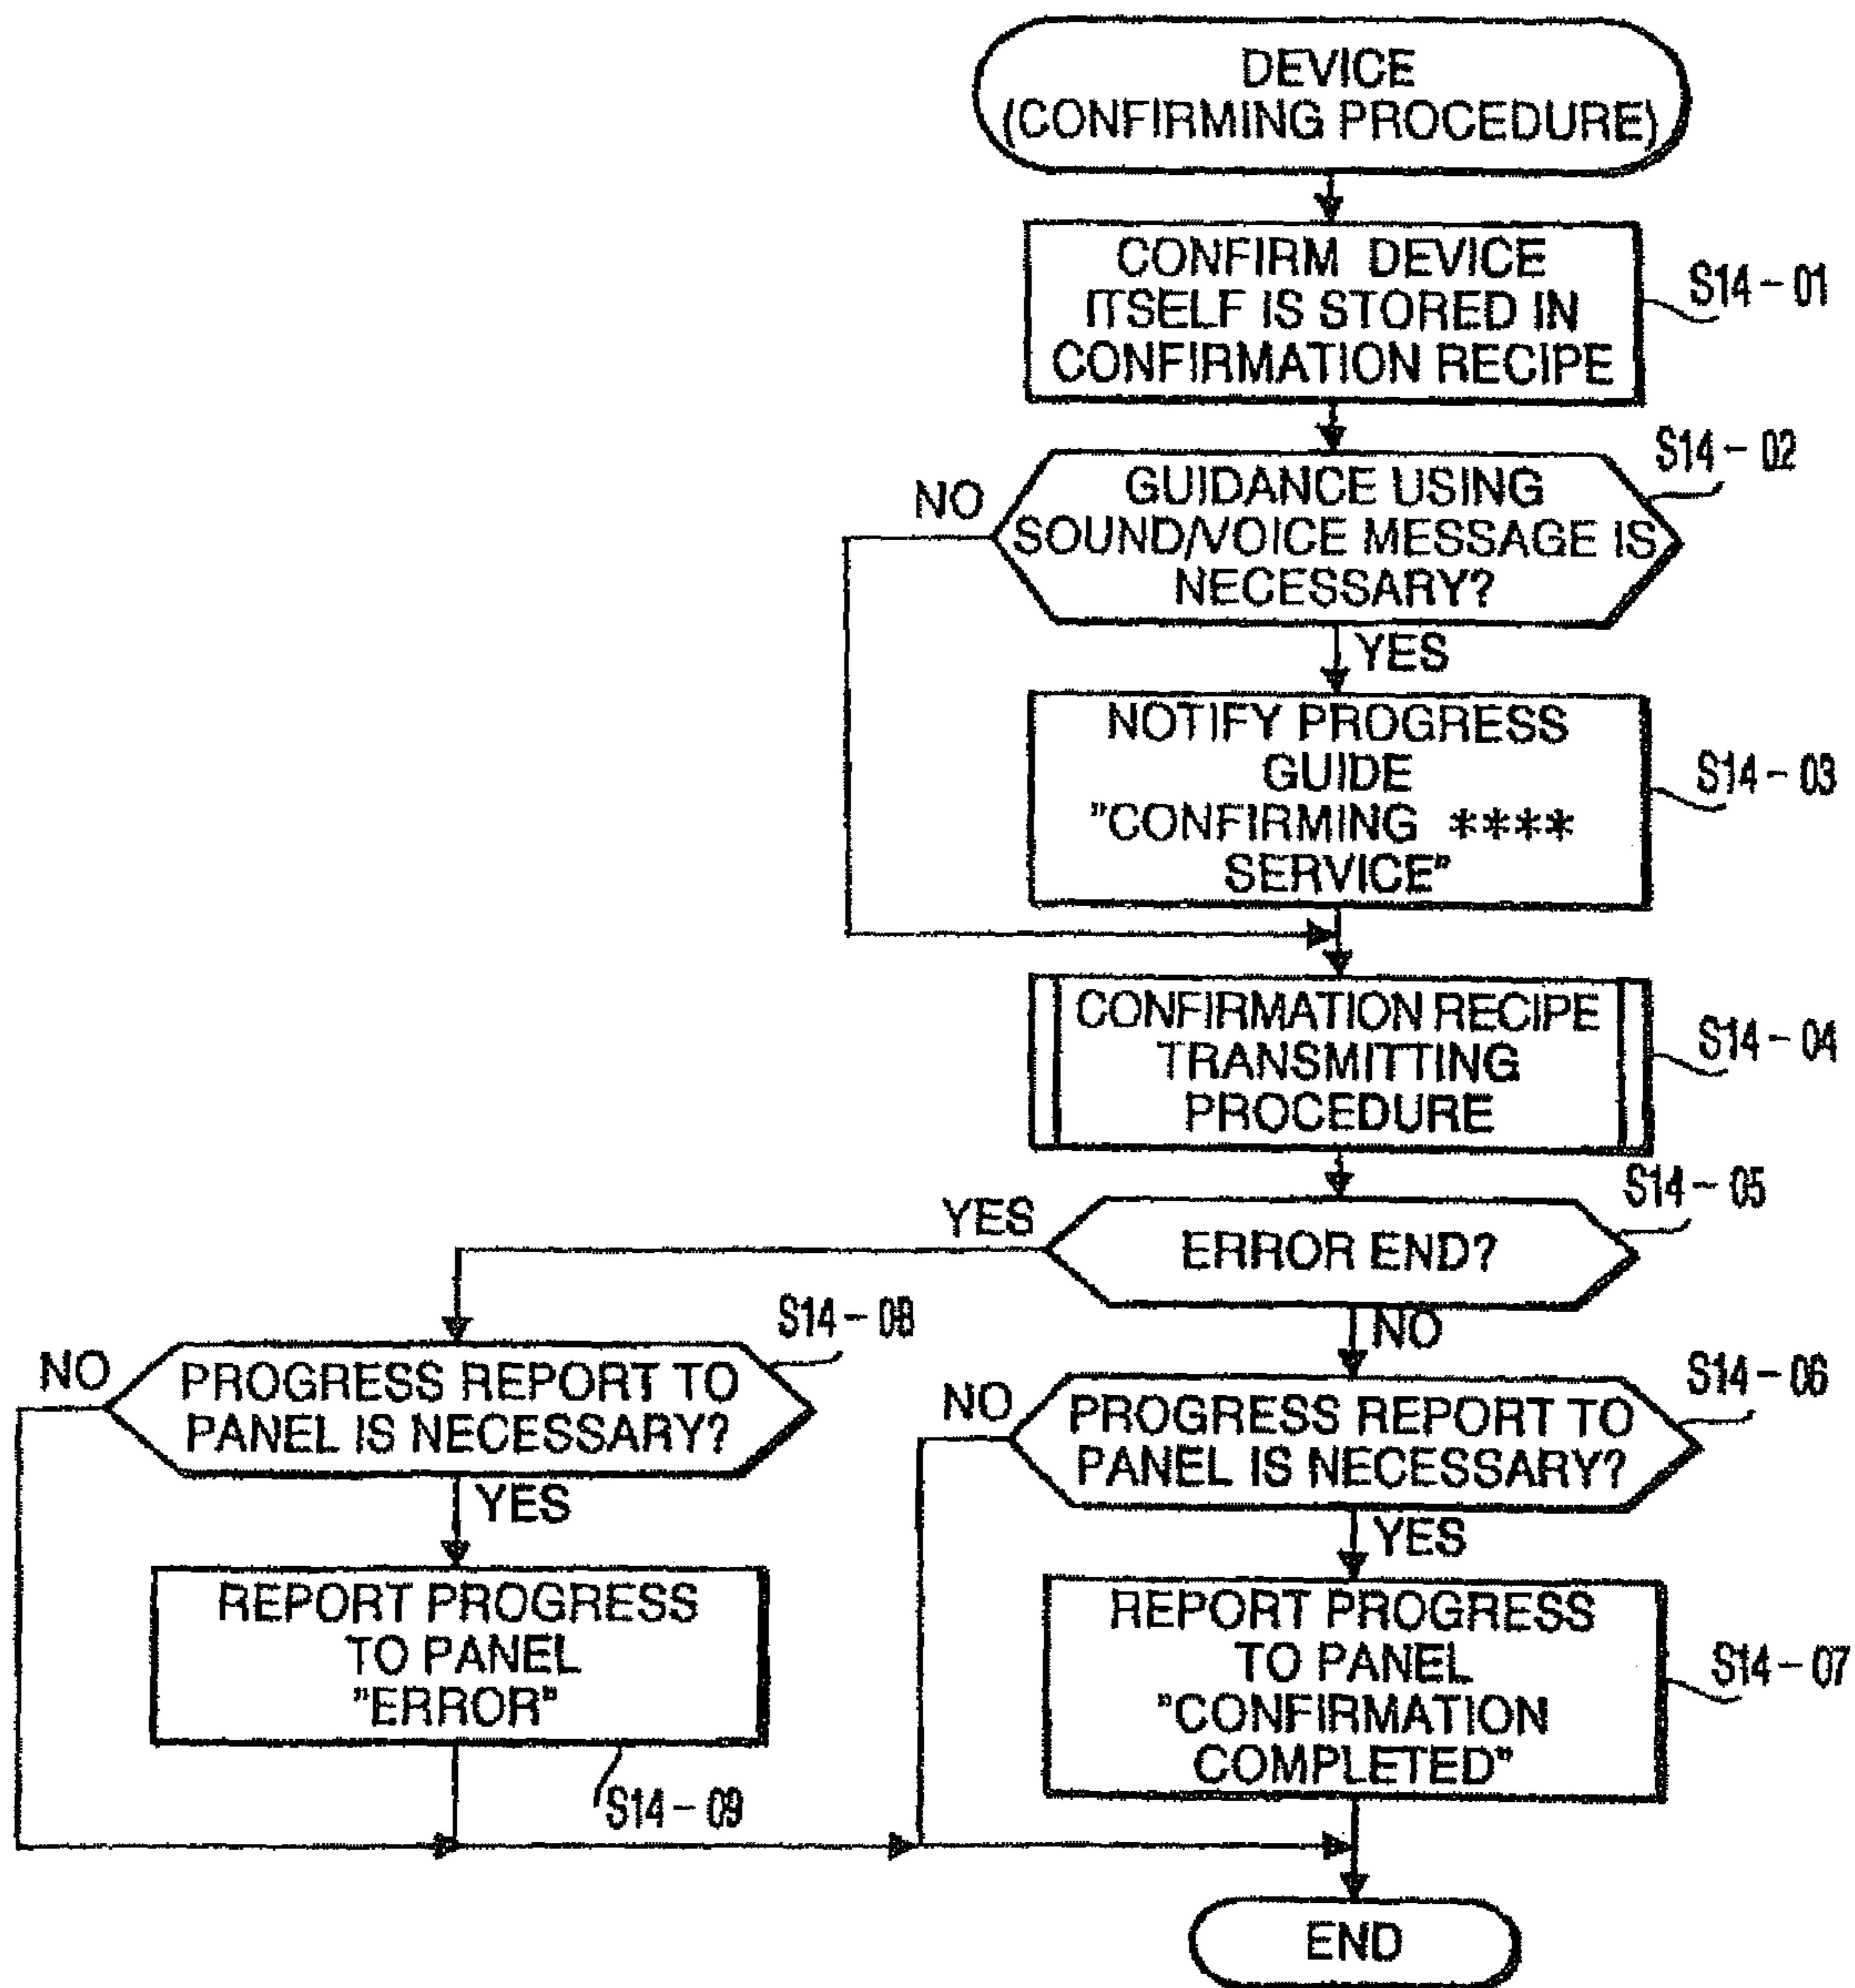 DEVICE
(CONFIRMING PROCEDURE)
CONFIRM DEVICE
ITSELF IS STORED IN
CONFIRMATION RECIPE
S14-01
GUIDANCE USING
SOUND/VOICE MESSAGE IS
NECESSARY?
S14-02
NO
YES
NOTIFY PROGRESS
GUIDE
"CONFIRMING ****
SERVICE"
S14-03
CONFIRMATION RECIPE
TRANSMITTING
PROCEDURE
S14-04
ERROR END?
S14-05
YES
NO
PROGRESS REPORT TO
PANEL IS NECESSARY?
S14-08
NO
YES
REPORT PROGRESS
TO PANEL
"ERROR"
S14-09
PROGRESS REPORT TO
PANEL IS NECESSARY?
S14-06
NO
YES
REPORT PROGRESS
TO PANEL
"CONFIRMATION
COMPLETED"
S14-07
END